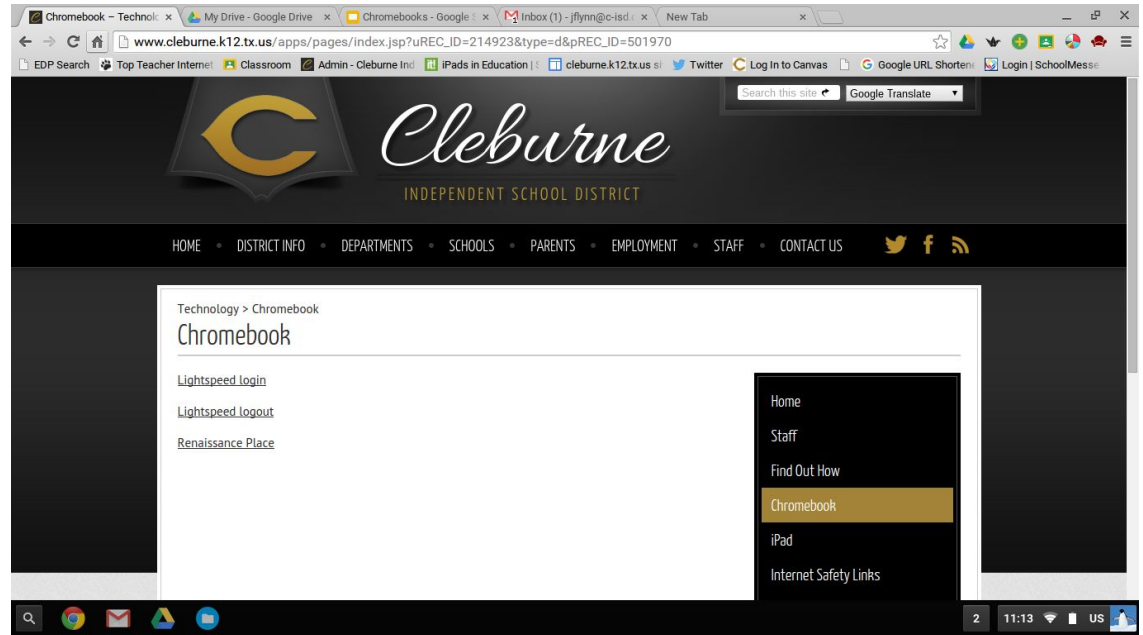 Chromebook – Technolo
My Drive - Google Drive
Chromebooks - Google S
Inbox (1) - jflynn@c-isd.c
New Tab
www.cleburne.k12.tx.us/apps/pages/index.jsp?uREC_ID=214923&type=d&pREC_ID=501970
EDP Search Top Teacher Internet Classroom Admin - Cleburne Ind iPads in Education | cleburne.k12.tx.us si Twitter Log In to Canvas Google URL Shortene Login | SchoolMesse
Search this site Google Translate
C
Cleburne
INDEPENDENT SCHOOL DISTRICT
HOME • DISTRICT INFO • DEPARTMENTS • SCHOOLS • PARENTS • EMPLOYMENT • STAFF • CONTACT US
Technology > Chromebook
Chromebook
Lightspeed login
Lightspeed logout
Renaissance Place
Home
Staff
Find Out How
Chromebook
iPad
Internet Safety Links
2 11:13 US